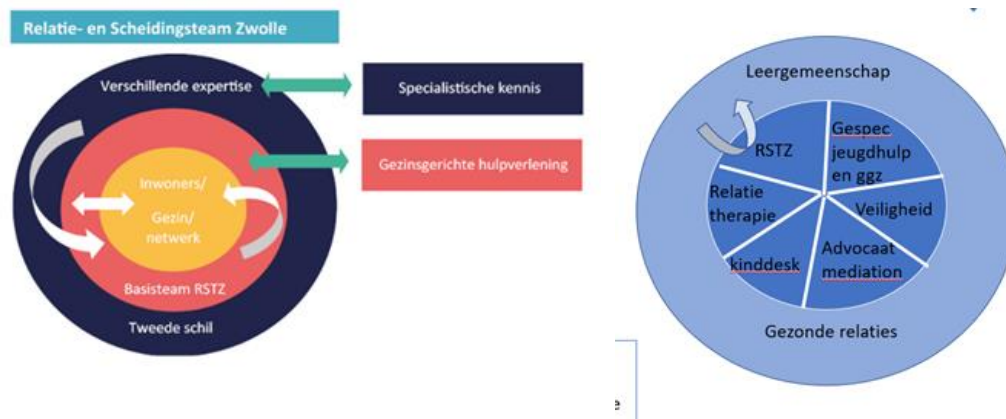 Relatie- en Scheidingsteam Zwolle
Verschillende expertise
Specialistische kennis
Gezinsgerichte hulpverlening
Inwoners/
Gezin/
netwerk
Basisteam RSTZ
Tweede schil
Leergemeenschap
RSTZ
Gespec
jeugdhulp
en ggz
Relatie
therapie
Veiligheid
kinddesk
Advocaat
mediation
Gezonde relaties
e